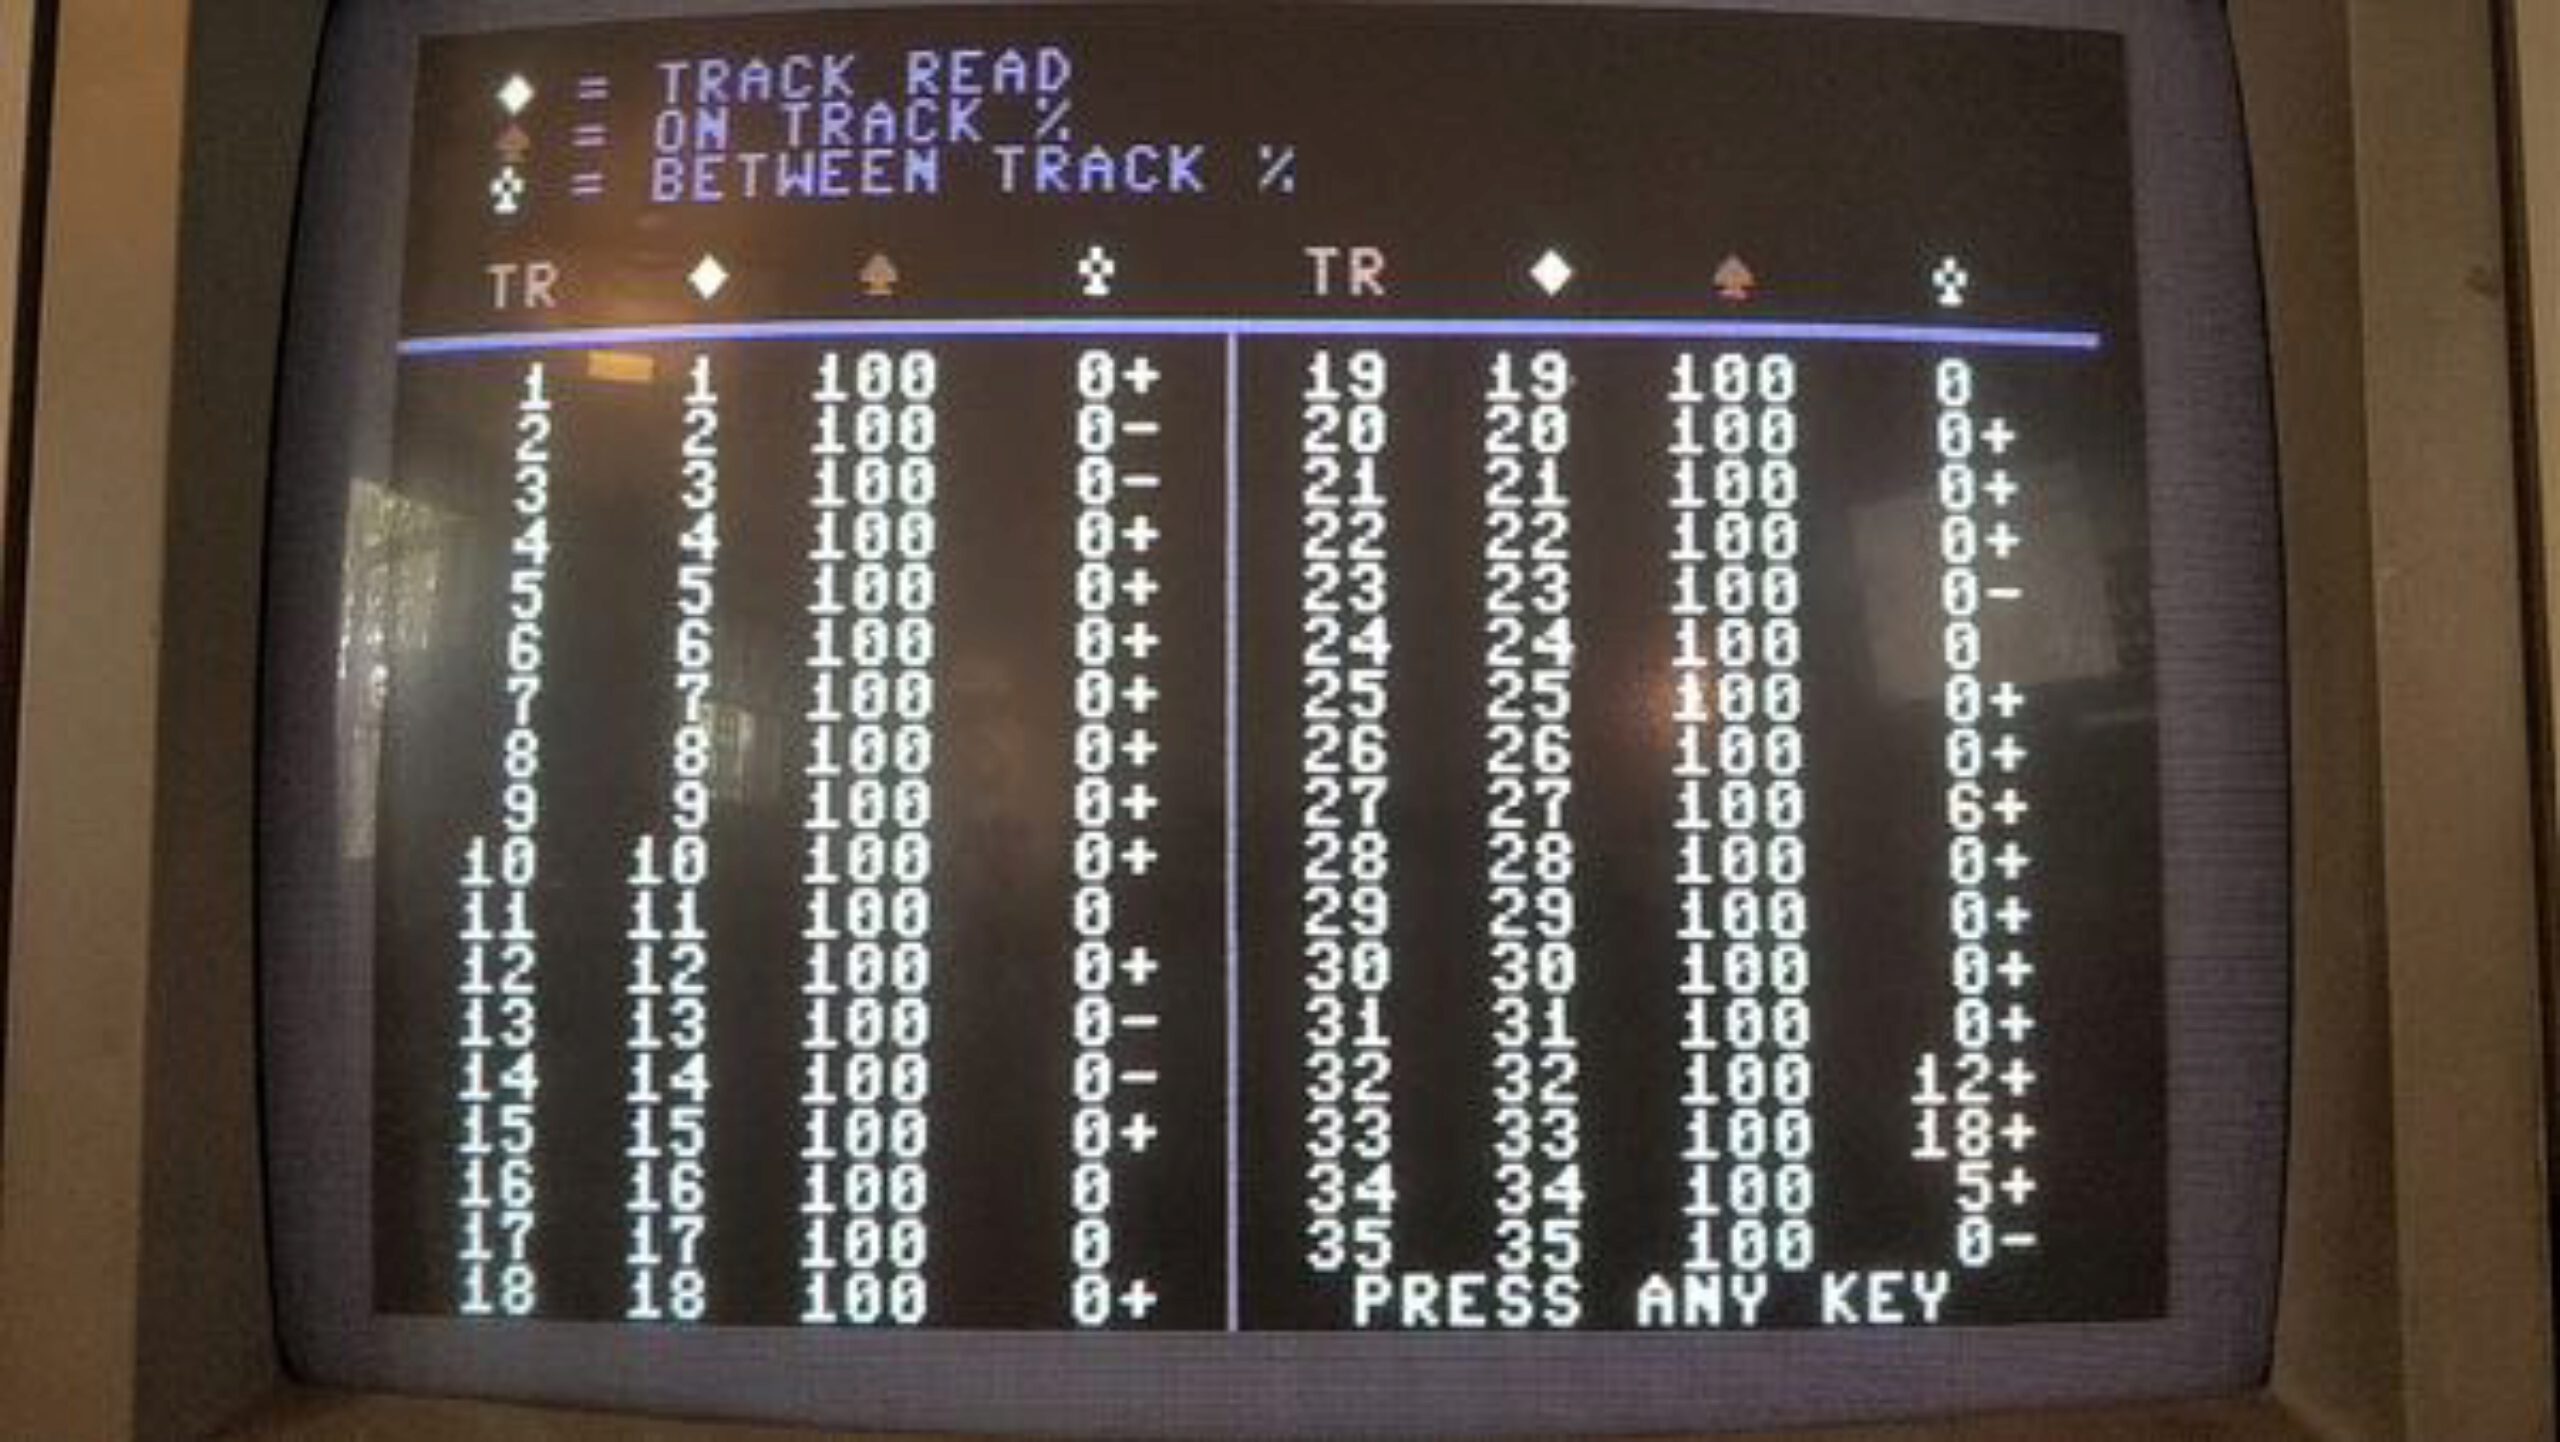 ♦ = TRACK READ
♠ = ON TRACK %
♣ = BETWEEN TRACK %
TR ♦ ♠ ♣ TR ♦ ♠ ♣
1 1 100 0+ 19 19 100 0
2 2 100 0- 20 20 100 0+
3 3 100 0- 21 21 100 0+
4 4 100 0+ 22 22 100 0+
5 5 100 0+ 23 23 100 0-
6 6 100 0+ 24 24 100 0
7 7 100 0+ 25 25 100 0+
8 8 100 0+ 26 26 100 0+
9 9 100 0+ 27 27 100 6+
10 10 100 0+ 28 28 100 0+
11 11 100 0 29 29 100 0+
12 12 100 0+ 30 30 100 0+
13 13 100 0- 31 31 100 0+
14 14 100 0- 32 32 100 12+
15 15 100 0+ 33 33 100 18+
16 16 100 0 34 34 100 5+
17 17 100 0 35 35 100 0-
18 18 100 0+ PRESS ANY KEY